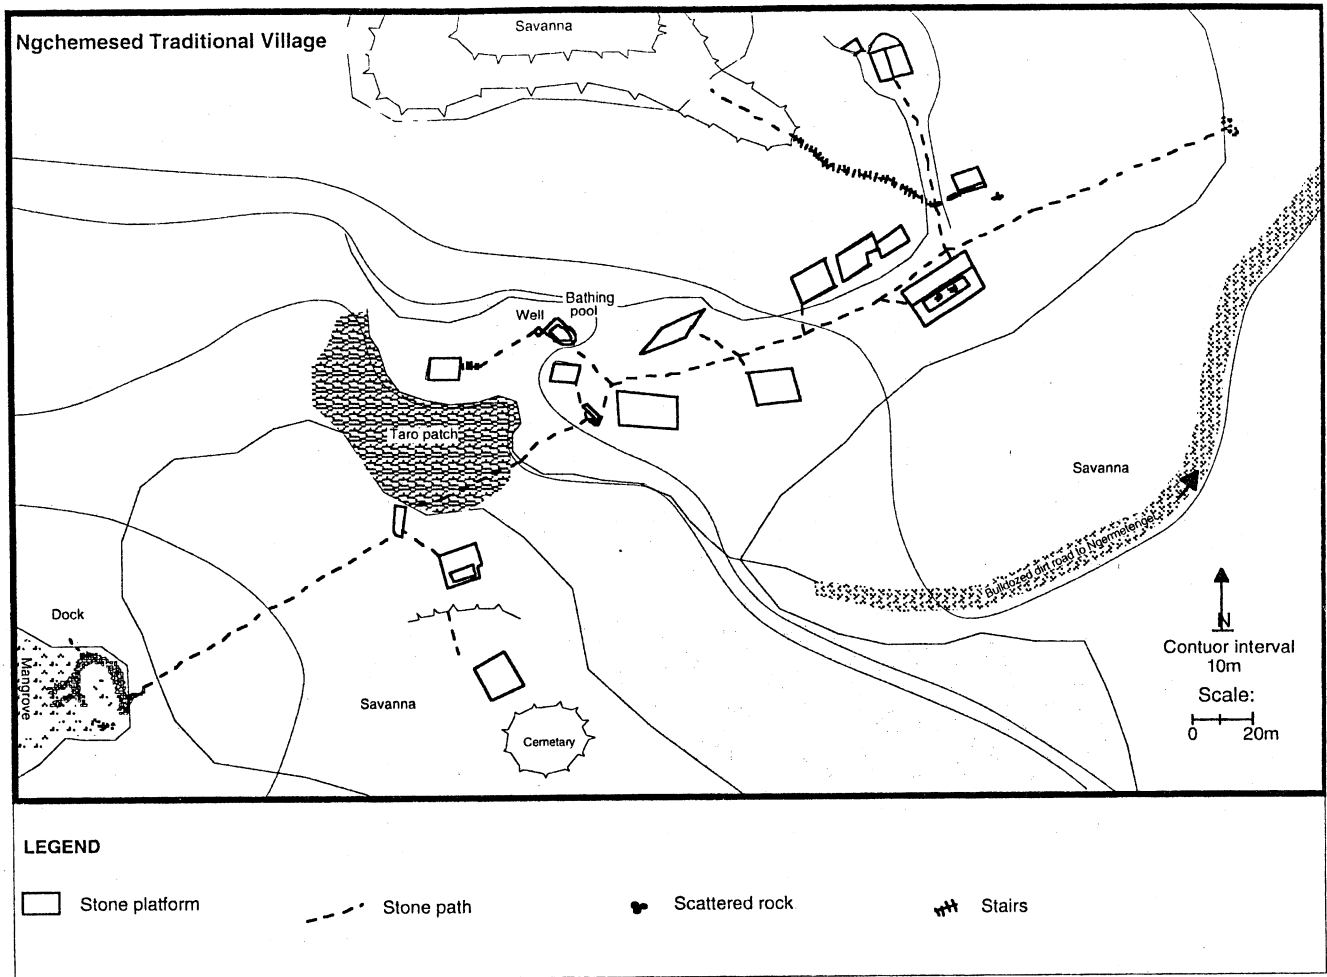 Ngchemesed Traditional Village
Savanna
Bathing
pool
Well
Taro patch
Savanna
Bulldozed dirt road to Ngermetengel
Dock
Mangrove
Savanna
Cemetary
N
Contuor interval
10m
Scale:
0 20m
LEGEND
Stone platform
Stone path
Scattered rock
Stairs